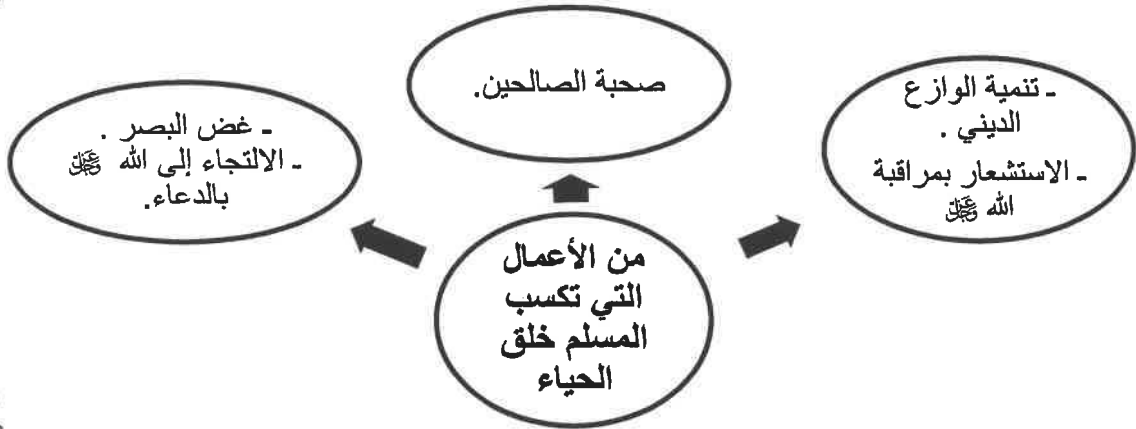 صحبة الصالحين.
- تنمية الوازع
الديني .
- الاستشعار بمراقبة
الله ﷻ
- غض البصر .
- الالتجاء إلى الله ﷻ
بالدعاء.
من الأعمال
التي تكسب
المسلم خلق
الحياء